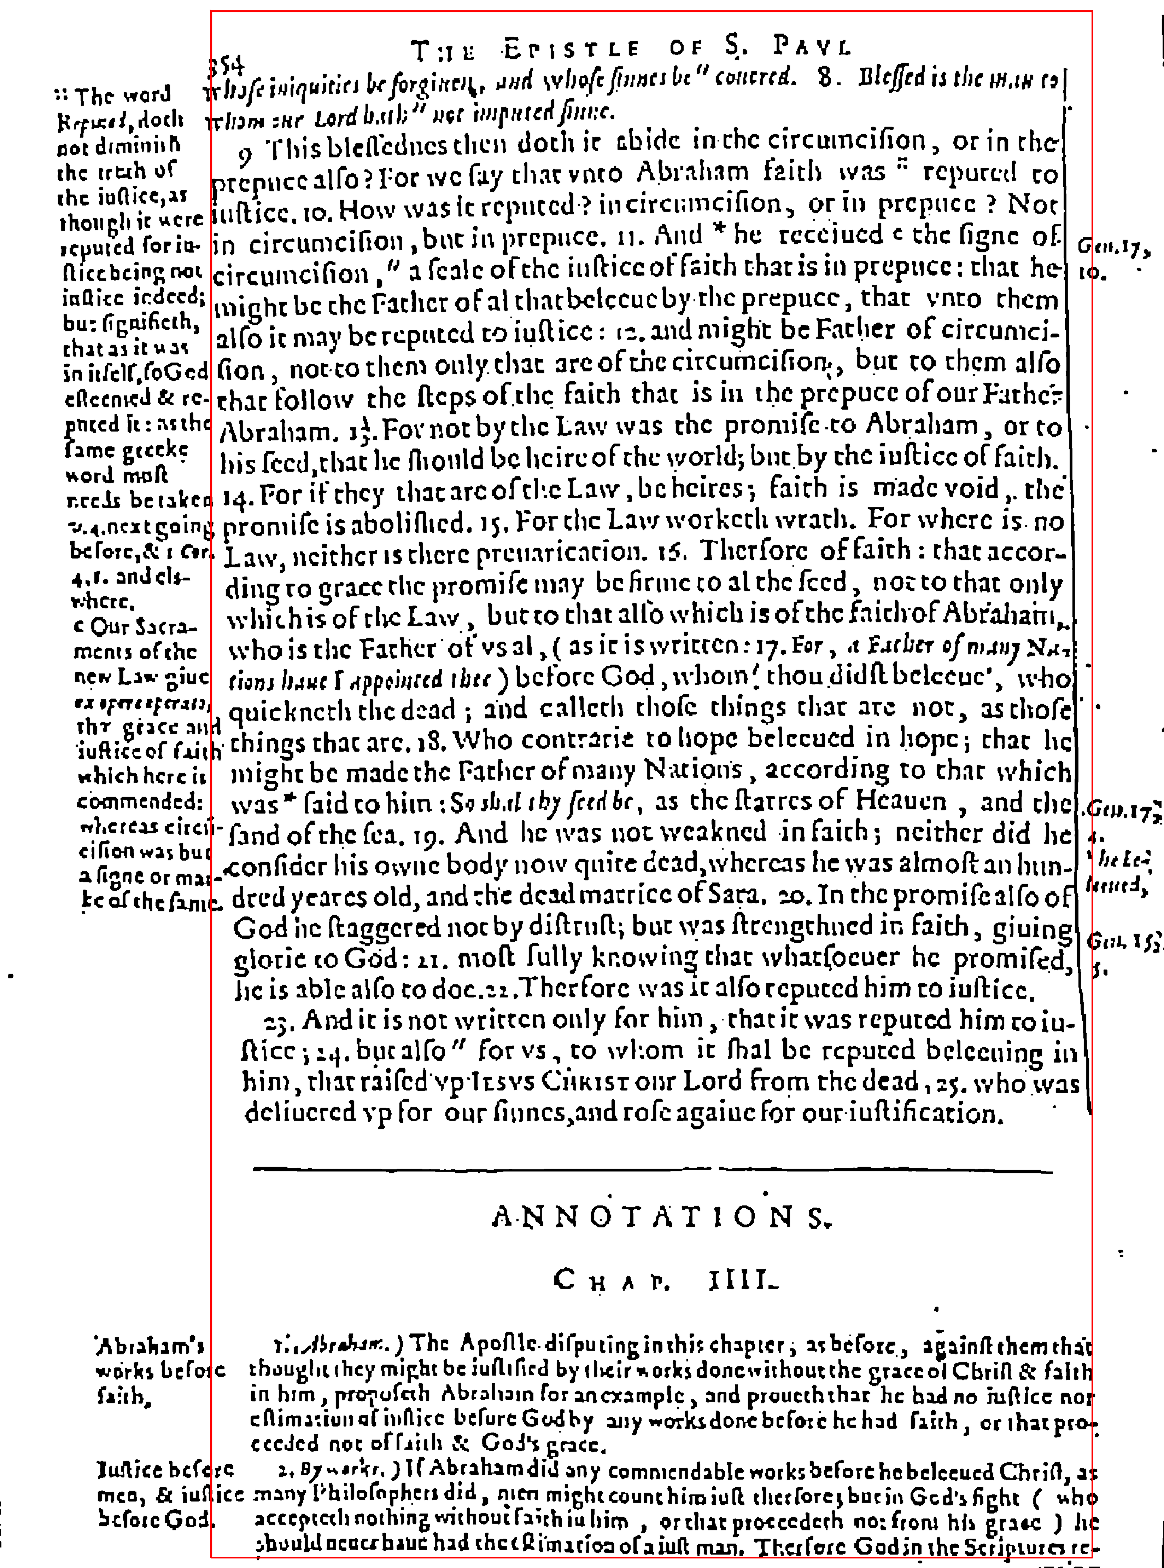 354
THE EPISTLE OF S. PAVL
whose iniquities be forgiuen, and whose sinnes be " couered. 8. Blessed is the man to
whom our Lord hath " not imputed sinne.
9 This blessednes then doth it abide in the circumcision, or in the
prepuce also? For we say that vnto Abraham faith was :: reputed to
iustice. 10. How was it reputed? in circumcision, or in prepuce? Not
in circumcision, but in prepuce. 11. And * he receiued c the signe of
circumcision, " a seale of the iustice of faith that is in prepuce: that he
might be the Father of al that beleeue by the prepuce, that vnto them
also it may be reputed to iustice: 12. and might be Father of circumci-
sion, not to them only that are of the circumcision, but to them also
that follow the steps of the faith that is in the prepuce of our Father
Abraham. 13. For not by the Law was the promise to Abraham, or to
his seed, that he should be heire of the world; but by the iustice of faith.
14. For if they that are of the Law, be heires; faith is made void, the
promise is abolished. 15. For the Law worketh wrath. For where is no
Law, neither is there preuarication. 16. Therfore of faith: that accor-
ding to grace the promise may be firme to al the seed, not to that only
which is of the Law, but to that also which is of the faith of Abraham,
who is the Father of vs al, (as it is written: 17. For, a Father of many Na-
tions haue I appointed thee) before God, whom ' thou didst beleeue', who
quickneth the dead; and calleth those things that are not, as those
things that are. 18. Who contrarie to hope beleeued in hope; that he
might be made the Father of many Nations, according to that which
was * said to him: So shal thy seed be, as the starres of Heauen, and the
sand of the sea. 19. And he was not weakned in faith; neither did he
consider his owne body now quite dead, whereas he was almost an hun-
dred yeares old, and the dead matrice of Sara. 20. In the promise also of
God he staggered not by distrust; but was strengthned in faith, giuing
glorie to God: 21. most fully knowing that whatsoeuer he promised,
he is able also to doe. 22. Therfore was it also reputed him to iustice.
23. And it is not written only for him, that it was reputed him to iu-
stice; 24. but also " for vs, to whom it shal be reputed beleeuing in
him, that raised vp IESVS CHRIST our Lord from the dead, 25. who was
deliuered vp for our sinnes, and rose againe for our iustification.
:: The word
Reputed, doth
not diminish
the truth of
the iustice, as
though it were
reputed for iu-
stice being not
iustice indeed;
but signifieth,
that as it was
in itself, so God
esteemed & re-
puted it: as the
same greeke
word must
needs be taken
v. 4. next going
before, & 1 Cor.
4, 1. and els-
where.
c Our Sacra-
ments of the
new Law giue
ex opere operato,
the grace and
iustice of faith
which here is
commended:
whereas circū-
cision was but
a signe or mar-
ke of the same.
Gen. 17,
10.
Gen. 17,
4.
' he be-
leeued,
Gen. 15,
5.
ANNOTATIONS.
CHAP. IIII.
1. Abraham.) The Apostle disputing in this chapter, as before, against them that
thought they might be iustified by their works done without the grace of Christ & faith
in him, proposeth Abraham for an example, and proueth that he had no iustice nor
estimation of iustice before God by any works done before he had faith, or that pro-
ceeded not of faith & God's grace.
2. By works.) If Abraham did any commendable works before he beleeued Christ, as
many Philosophers did, men might count him iust therfore; but in God's sight (who
accepteth nothing without faith in him, or that proceedeth not from his grace) he
should neuer haue had the estimation of a iust man. Therfore God in the Scriptures re-
Abraham's
works before
faith.
Iustice before
men, & iustice
before God.